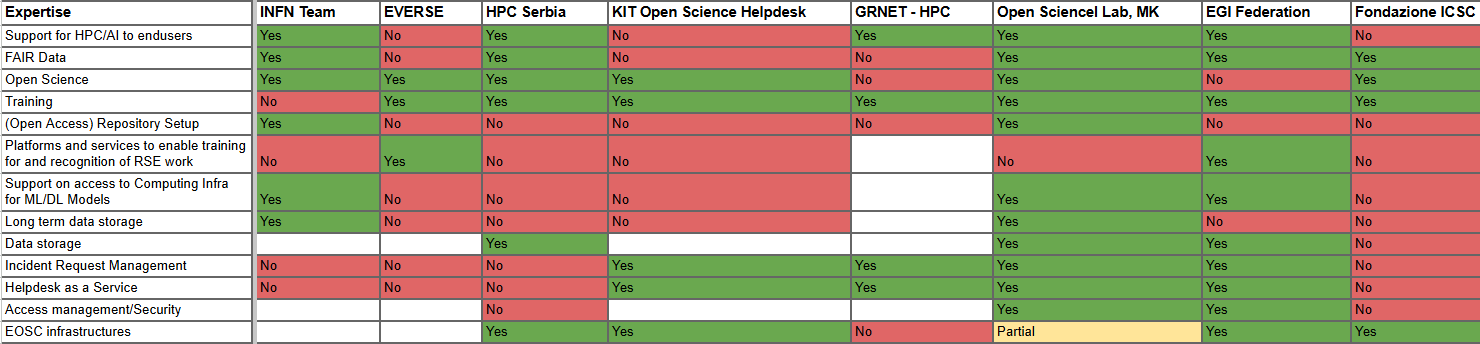 Expertise INFN Team EVERSE HPC Serbia KIT Open Science Helpdesk GRNET - HPC Open Sciencel Lab, MK EGI Federation Fondazione ICSC
Support for HPC/AI to endusers Yes No Yes No Yes Yes Yes No
FAIR Data Yes No Yes No No Yes Yes Yes
Open Science Yes Yes Yes Yes No Yes No Yes
Training No Yes Yes Yes Yes Yes Yes Yes
(Open Access) Repository Setup Yes No No No No Yes No No
Platforms and services to enable training
for and recognition of RSE work No Yes No No No Yes No
Support on access to Computing Infra
for ML/DL Models Yes No No No Yes Yes No
Long term data storage Yes No No No Yes No No
Data storage Yes Yes Yes No
Incident Request Management No No No Yes Yes Yes Yes No
Helpdesk as a Service No No No Yes Yes Yes Yes No
Access management/Security No Yes Yes No
EOSC infrastructures Yes Yes No Partial Yes Yes